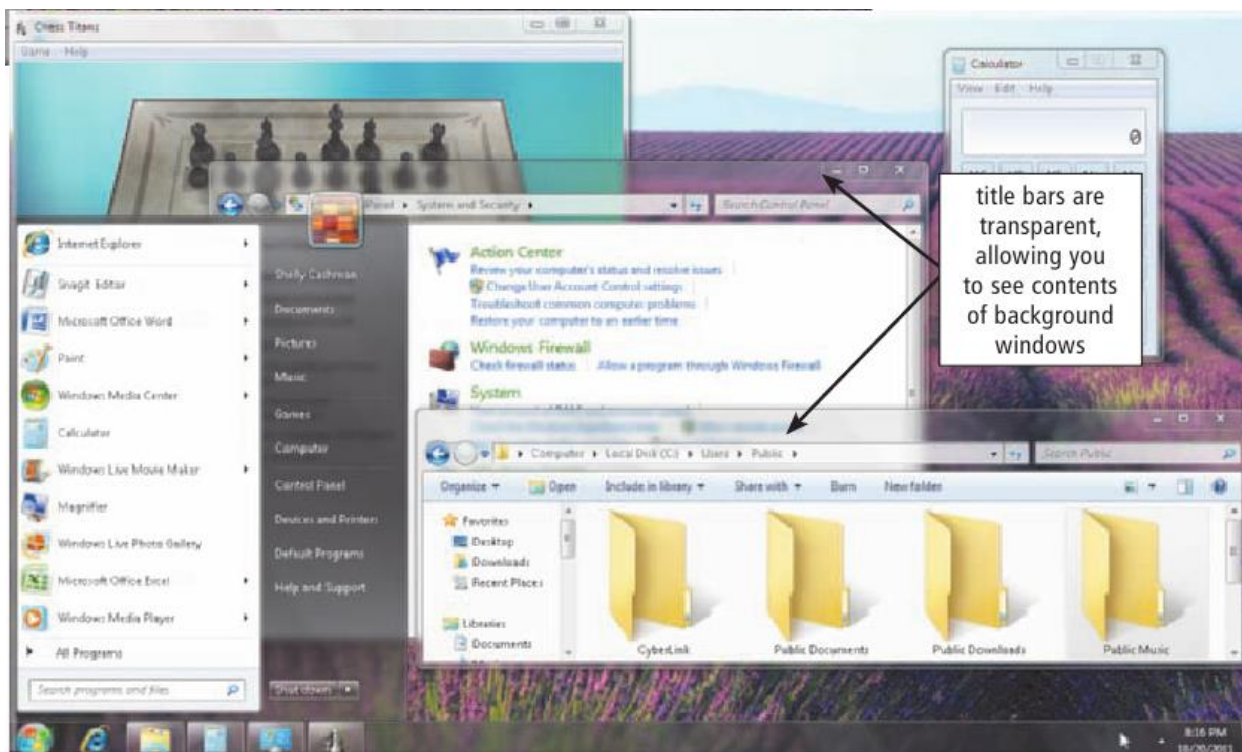 Chess Titans
Game Help
Calculator
View Edit Help
0
Panel ▸ System and Security ▸
Search Control Panel
title bars are
transparent,
allowing you
to see contents
of background
windows
Internet Explorer
Snagit Editor
Microsoft Office Word
Paint
Windows Media Center
Calculator
Windows Live Movie Maker
Magnifier
Windows Live Photo Gallery
Microsoft Office Excel
Windows Media Player
All Programs
Search programs and files
Shelly Cashman
Documents
Pictures
Music
Games
Computer
Control Panel
Devices and Printers
Default Programs
Help and Support
Shut down
Action Center
Review your computer's status and resolve issues
Change User Account Control settings
Troubleshoot common computer problems
Restore your computer to an earlier time
Windows Firewall
Check firewall status Allow a program through Windows Firewall
System
Computer ▸ Local Disk (C:) ▸ Users ▸ Public ▸
Search Public
Organize Open Include in library Share with Burn New folder
Favorites
Desktop
Downloads
Recent Places
Libraries
Documents
CyberLink
Public Documents
Public Downloads
Public Music
8:16 PM